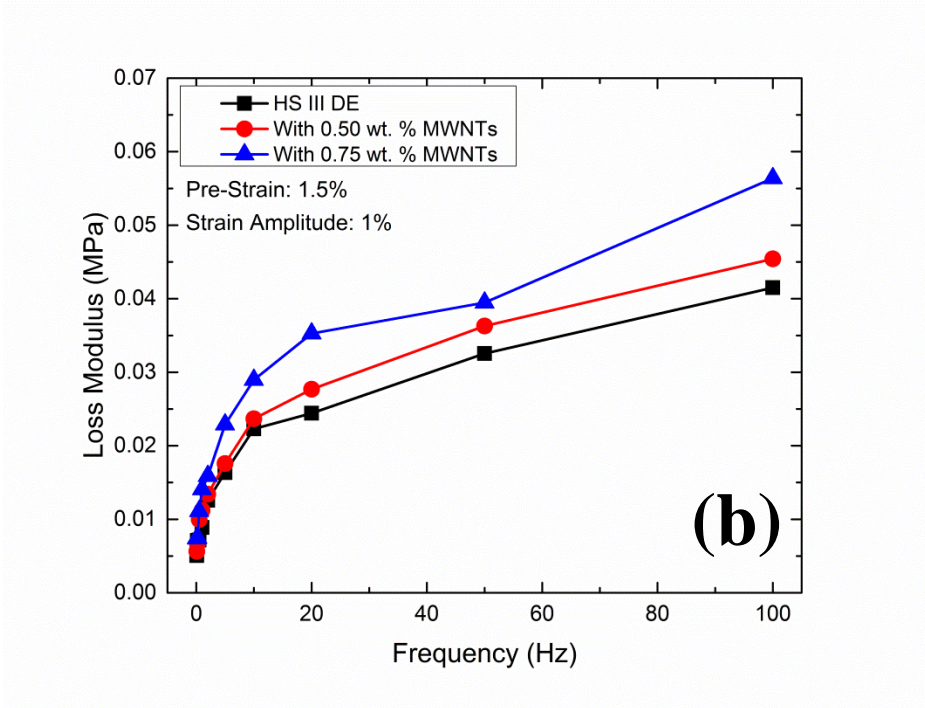 0.07
0.06
0.05
0.04
0.03
0.02
0.01
0.00
Loss Modulus (MPa)
HS III DE
With 0.50 wt. % MWNTs
With 0.75 wt. % MWNTs
Pre-Strain: 1.5%
Strain Amplitude: 1%
(b)
0 20 40 60 80 100
Frequency (Hz)